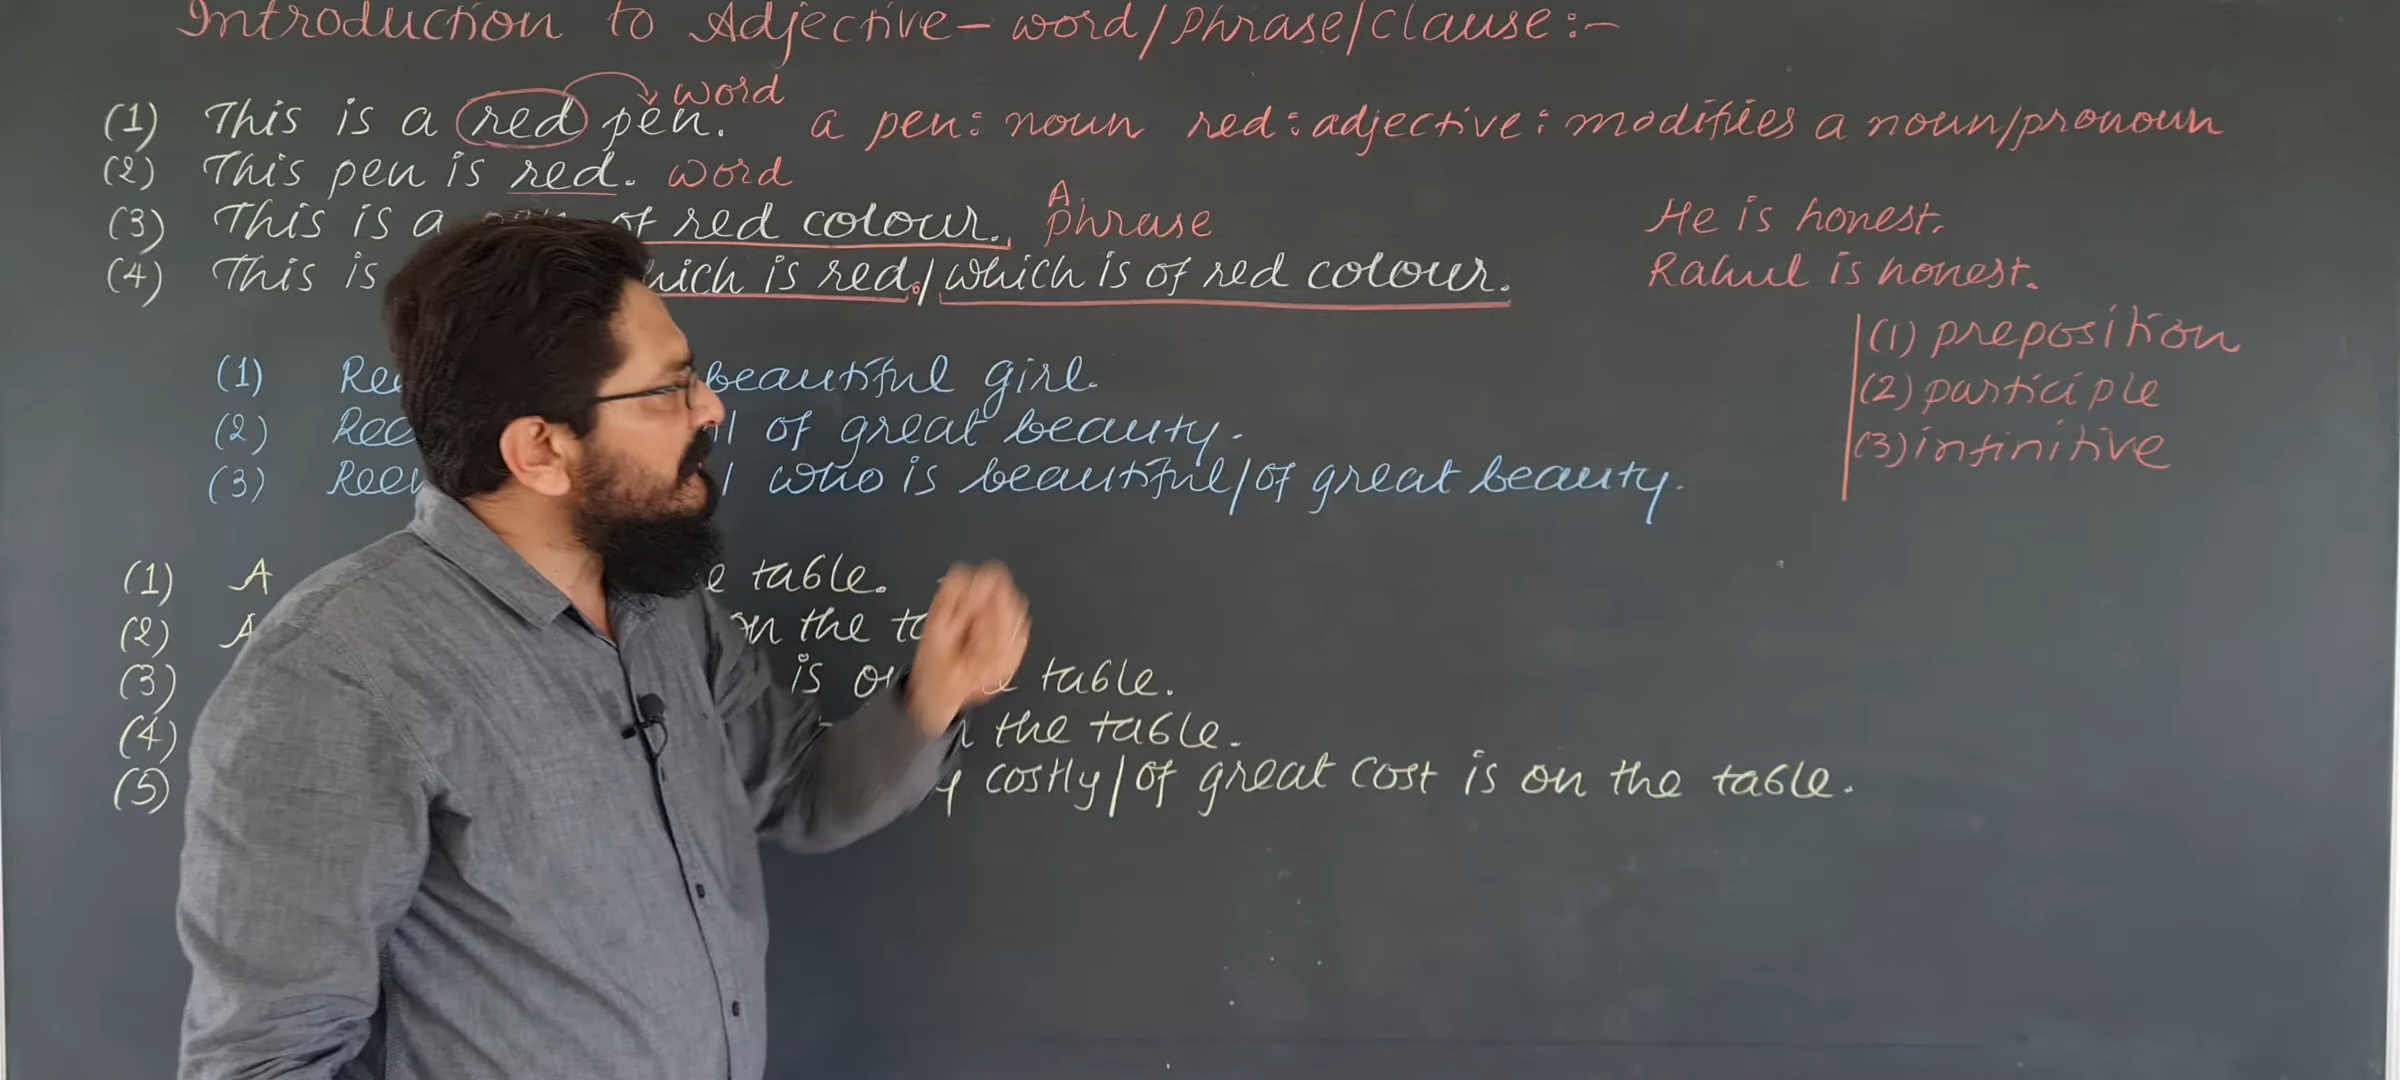 Introduction to Adjective - word/phrase/clause :-
word
(1) This is a red pen. a pen: noun red: adjective: modifies a noun/pronoun
(2) This pen is red. word
A.
(3) This is a of red colour. phrase He is honest.
(4) This is which is red./which is of red colour. Rahul is honest.
(1) preposition
(2) participle
(3) infinitive
(1) beautiful girl.
(2) of great beauty.
(3) who is beautiful/of great beauty.
(1) A table.
(2) A on the
(3) is on table.
(4) the table.
(5) costly/of great cost is on the table.